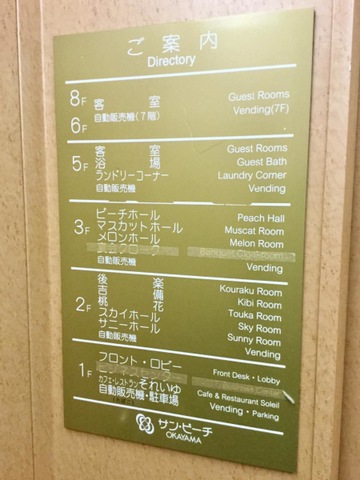 ご案内
Directory
8F 客室 Guest Rooms
6F 自動販売機(7階) Vending(7F)
5F 客室 Guest Rooms
浴場 Guest Bath
ランドリーコーナー Laundry Corner
自動販売機 Vending
3F ピーチホール Peach Hall
マスカットホール Muscat Room
メロンホール Melon Room
自動販売機 Vending
2F 後楽 Kouraku Room
吉備 Kibi Room
桃花 Touka Room
スカイホール Sky Room
サニーホール Sunny Room
自動販売機 Vending
1F フロント・ロビー Front Desk・Lobby
カフェ・レストランそれいゆ Cafe & Restaurant Soleil
自動販売機・駐車場 Vending・Parking
サン・ピーチ
OKAYAMA